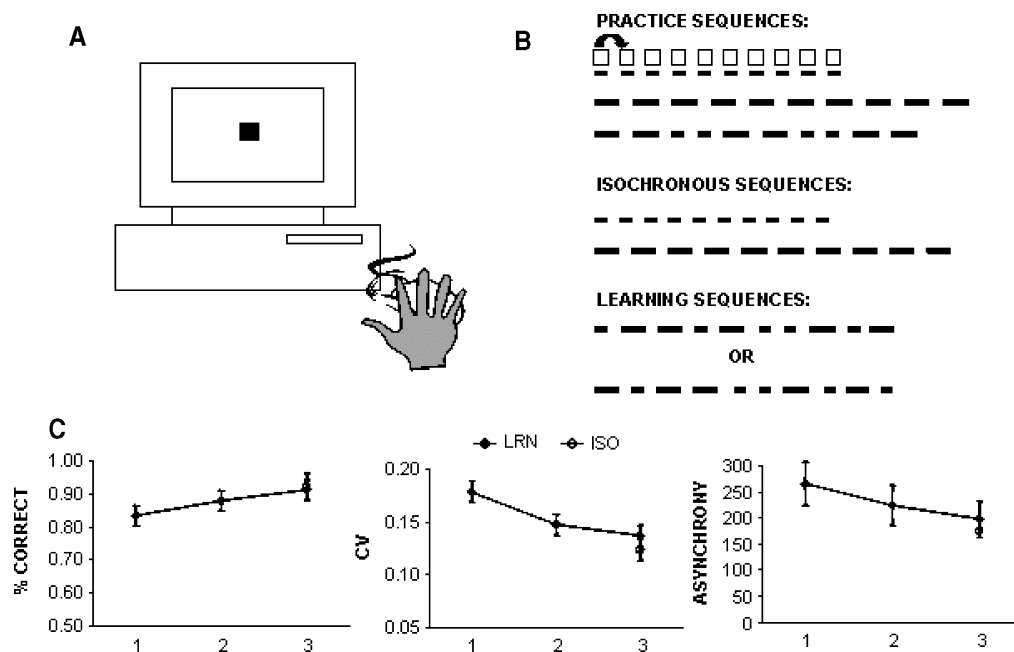 A
B
PRACTICE SEQUENCES:
ISOCHRONOUS SEQUENCES:
LEARNING SEQUENCES:
OR
C
LRN ISO
% CORRECT
1.00
0.90
0.80
0.70
0.60
0.50
1 2 3
CV
0.20
0.15
0.10
0.05
1 2 3
ASYNCHRONY
300
250
200
150
100
50
0
1 2 3